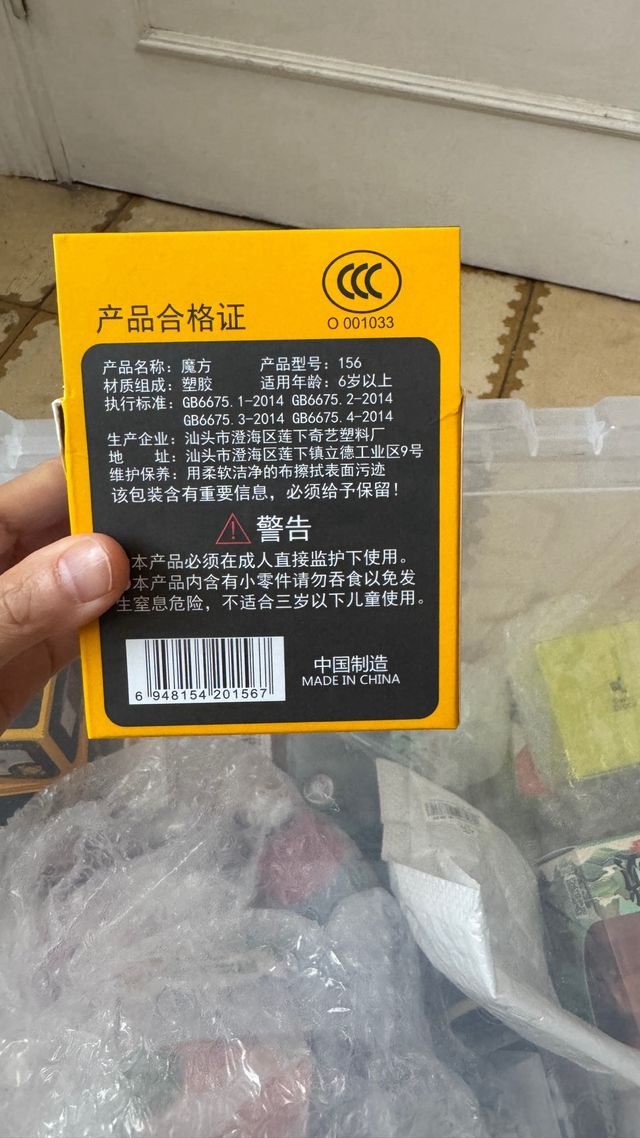 CCC
O 001033
产品合格证
产品名称：魔方 产品型号：156
材质组成：塑胶 适用年龄：6岁以上
执行标准：GB6675.1-2014 GB6675.2-2014
GB6675.3-2014 GB6675.4-2014
生产企业：汕头市澄海区莲下奇艺塑料厂
地 址：汕头市澄海区莲下镇立德工业区9号
维护保养：用柔软洁净的布擦拭表面污迹
该包装含有重要信息，必须给予保留！
警告
本产品必须在成人直接监护下使用。
本产品内含有小零件请勿吞食以免发
生窒息危险，不适合三岁以下儿童使用。
6 948154 201567
中国制造
MADE IN CHINA